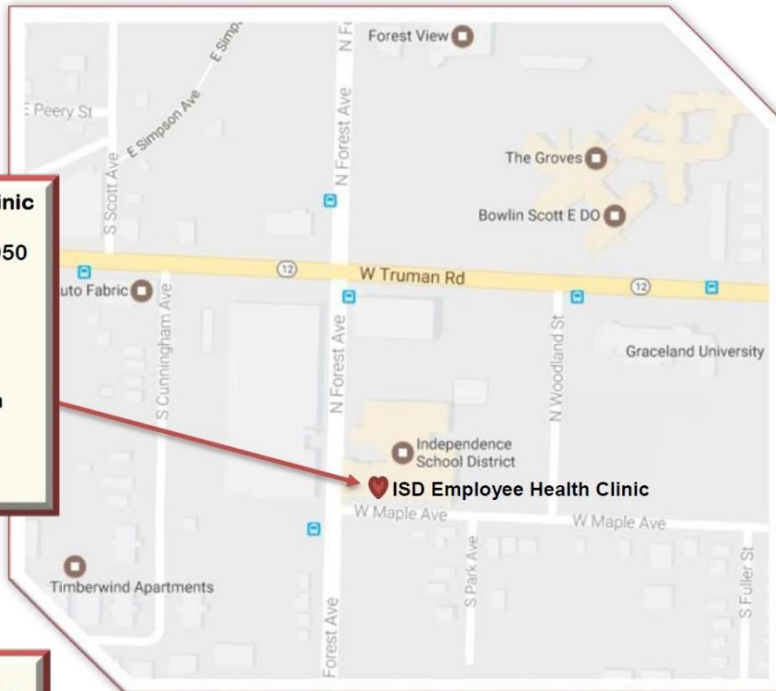 Forest View
N Fo
E Simp
E Peery St
E Simpson Ave
N Forest Ave
S Scott Ave
The Groves
Bowlin Scott E DO
inic
050
12
W Truman Rd
12
uto Fabric
S Cunningham Ave
N Forest Ave
N Woodland St
Graceland University
n
Independence
School District
ISD Employee Health Clinic
W Maple Ave
W Maple Ave
S Park Ave
S Fuller St
Timberwind Apartments
Forest Ave